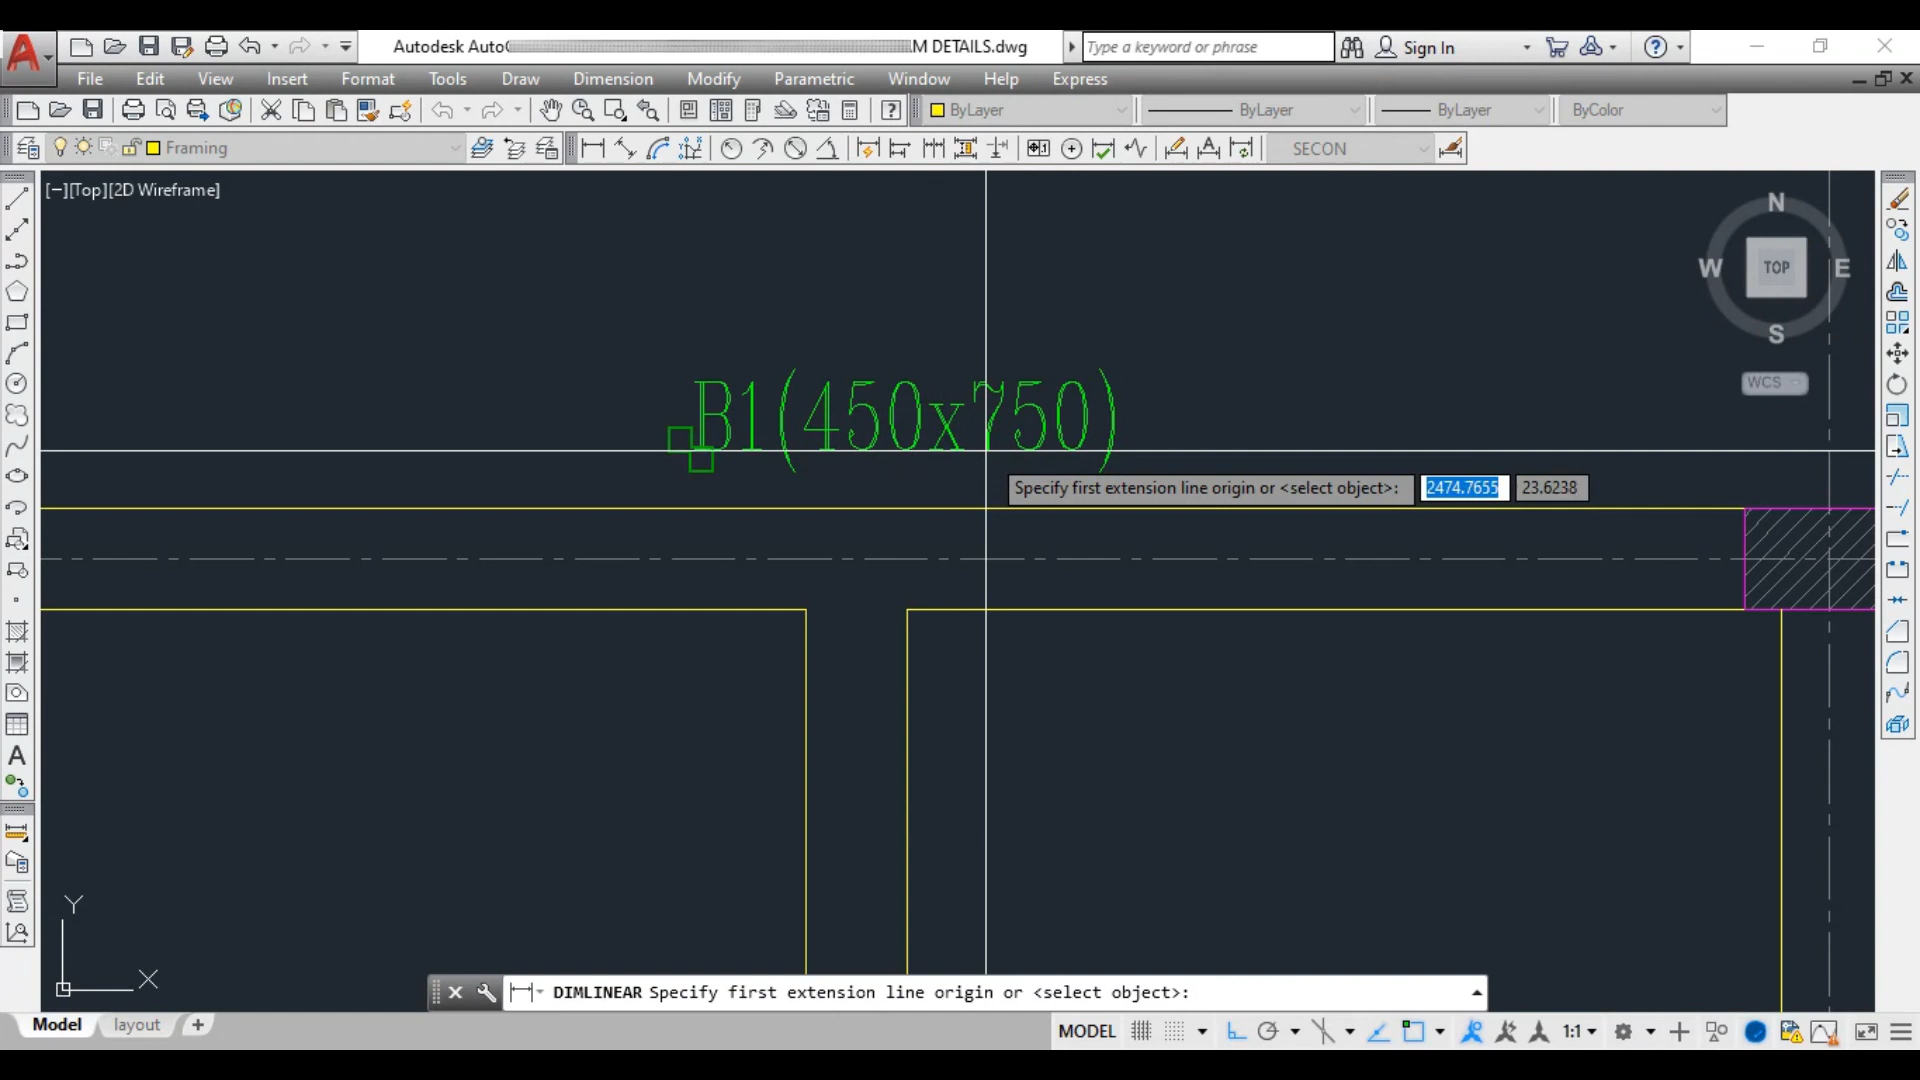 Autodesk Auto
M DETAILS.dwg
Type a keyword or phrase
Sign In
File Edit View Insert Format Tools Draw Dimension Modify Parametric Window Help Express
ByLayer ByLayer ByLayer ByColor
Framing
SECON
[−][Top][2D Wireframe]
N
W TOP E
S
WCS
B1(450x750)
Specify first extension line origin or <select object>: 2474.7655 23.6238
Y
X
DIMLINEAR Specify first extension line origin or <select object>:
Model layout +
MODEL 1:1